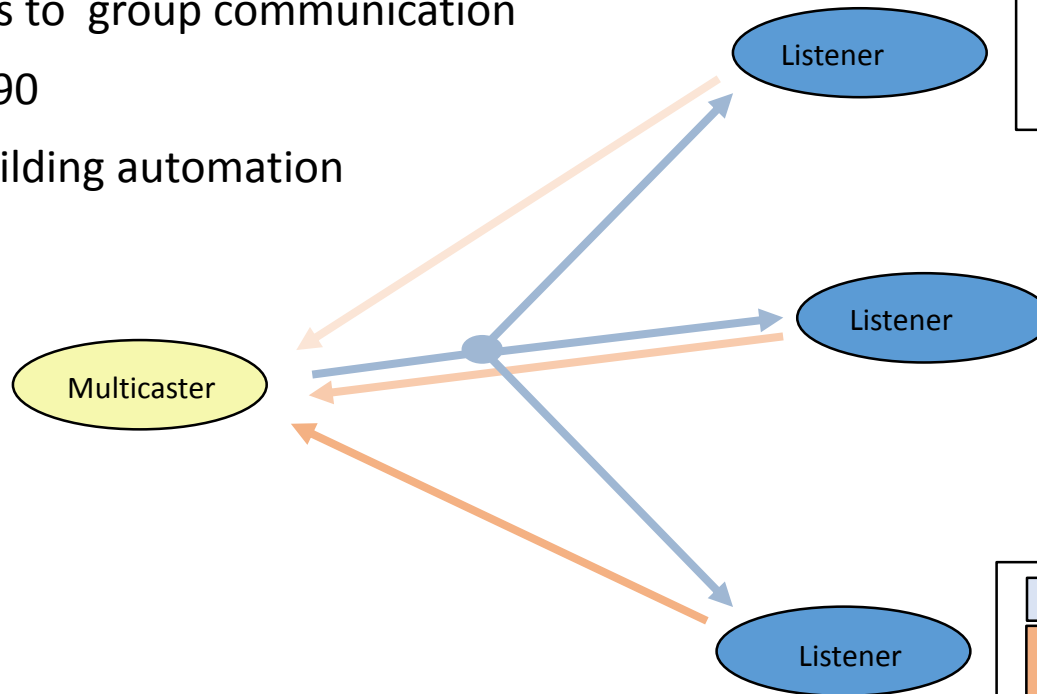 s to group communication
90
ilding automation
Listener
Listener
Multicaster
Listener